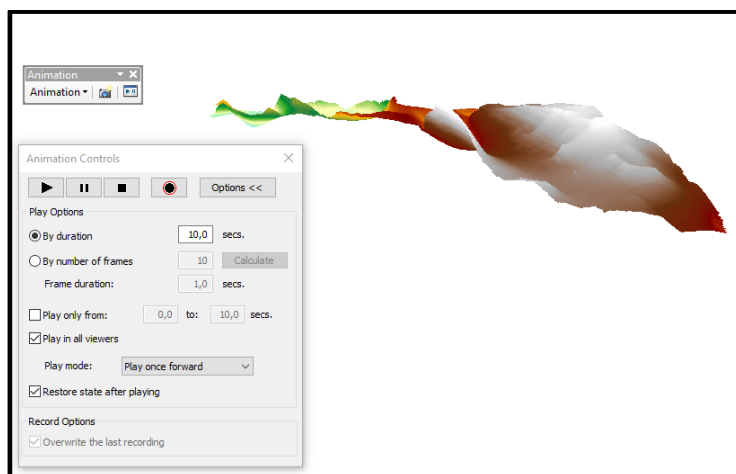 Animation
Animation
Animation Controls
Options <<
Play Options
By duration 10,0 secs.
By number of frames 10 Calculate
Frame duration: 1,0 secs.
Play only from: 0,0 to: 10,0 secs.
Play in all viewers
Play mode: Play once forward
Restore state after playing
Record Options
Overwrite the last recording